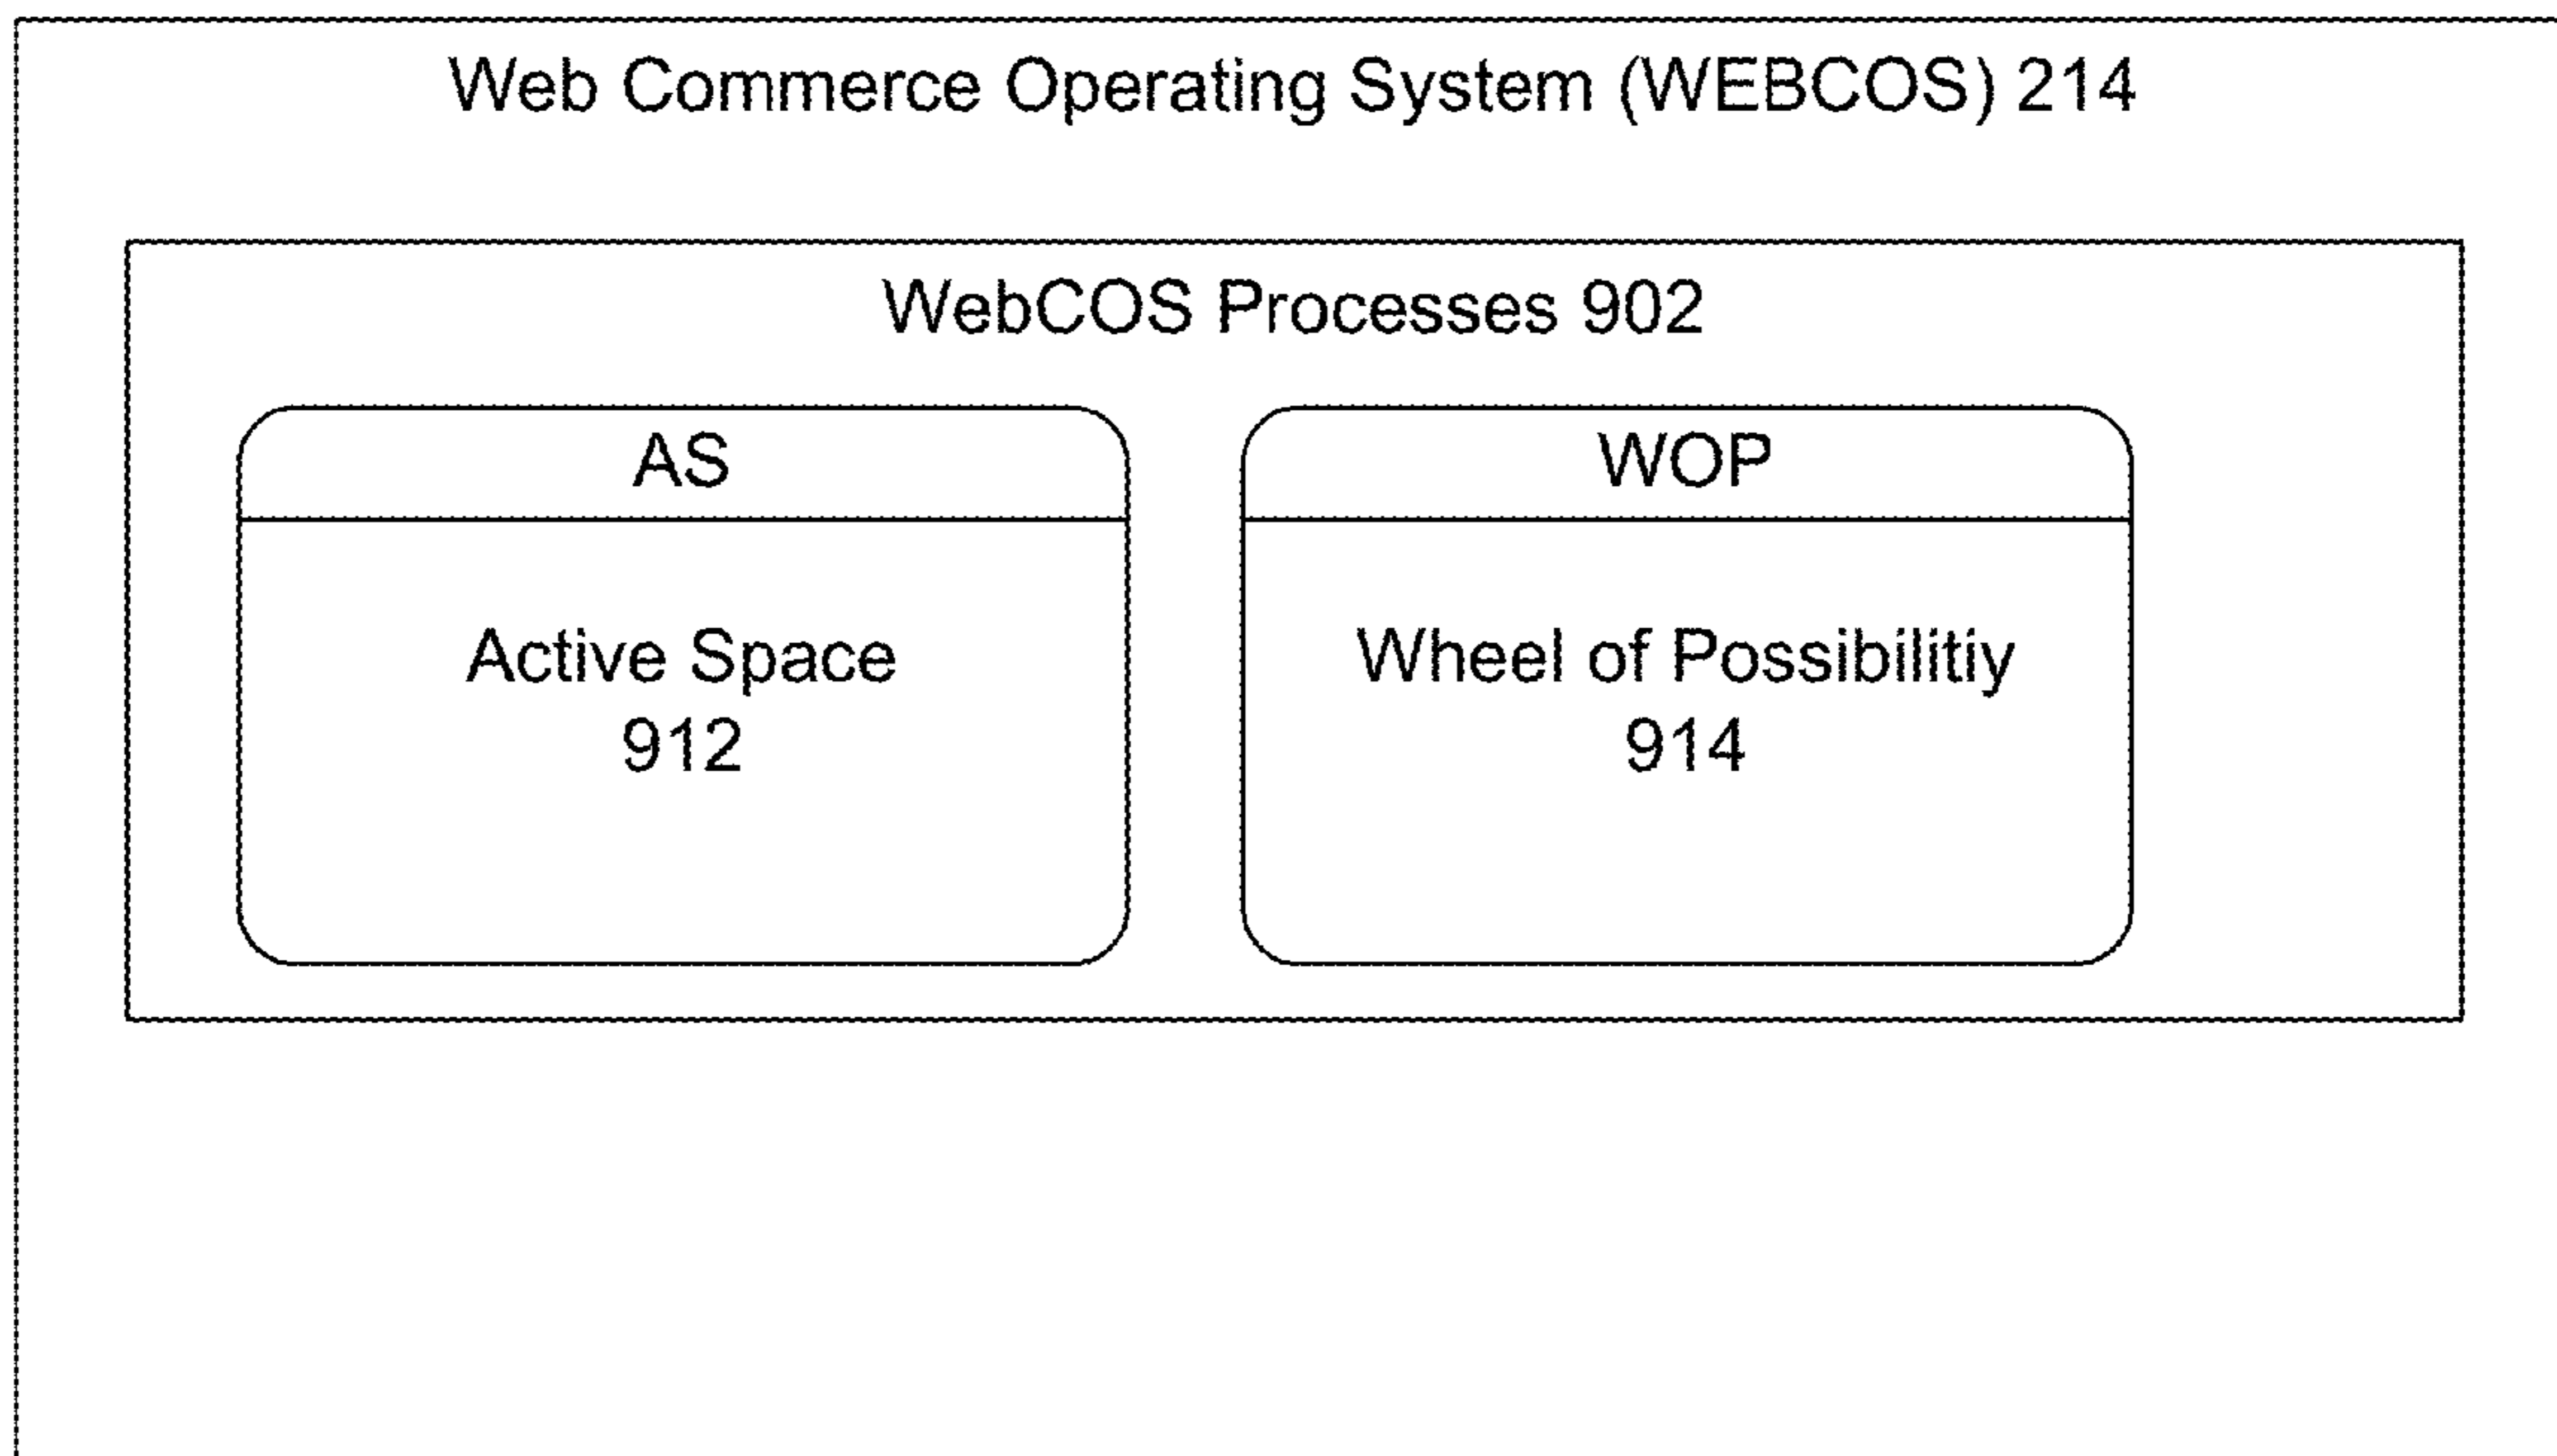 Web Commerce Operating System (WEBCOS) 214
WebCOS Processes 902
AS
Active Space
912
WOP
Wheel of Possibilitiy
914